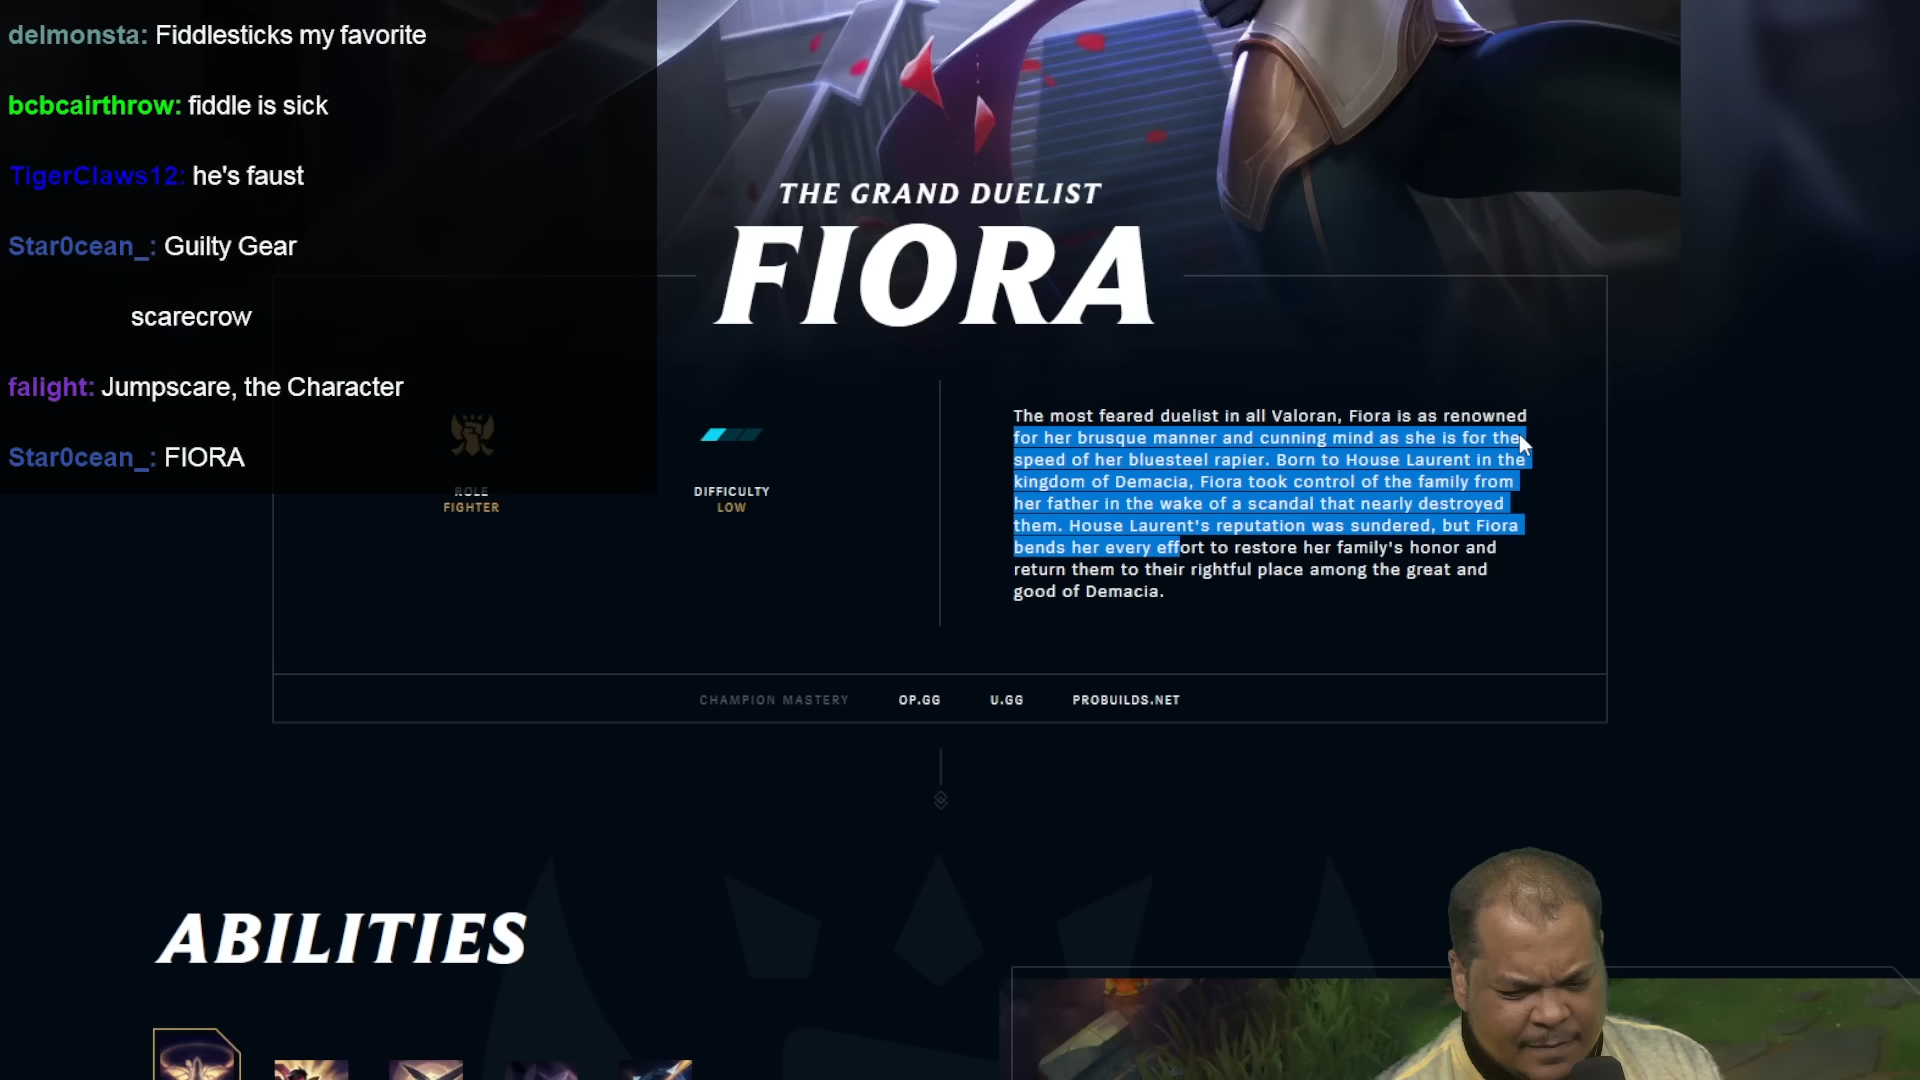 delmonsta: Fiddlesticks my favorite
bcbcairthrow: fiddle is sick
TigerClaws12: he's faust
Star0cean_: Guilty Gear
scarecrow
falight: Jumpscare, the Character
Star0cean_: FIORA
THE GRAND DUELIST
FIORA
ROLE
FIGHTER
DIFFICULTY
LOW
The most feared duelist in all Valoran, Fiora is as renowned
for her brusque manner and cunning mind as she is for the
speed of her bluesteel rapier. Born to House Laurent in the
kingdom of Demacia, Fiora took control of the family from
her father in the wake of a scandal that nearly destroyed
them. House Laurent's reputation was sundered, but Fiora
bends her every effort to restore her family's honor and
return them to their rightful place among the great and
good of Demacia.
CHAMPION MASTERY OP.GG U.GG PROBUILDS.NET
ABILITIES